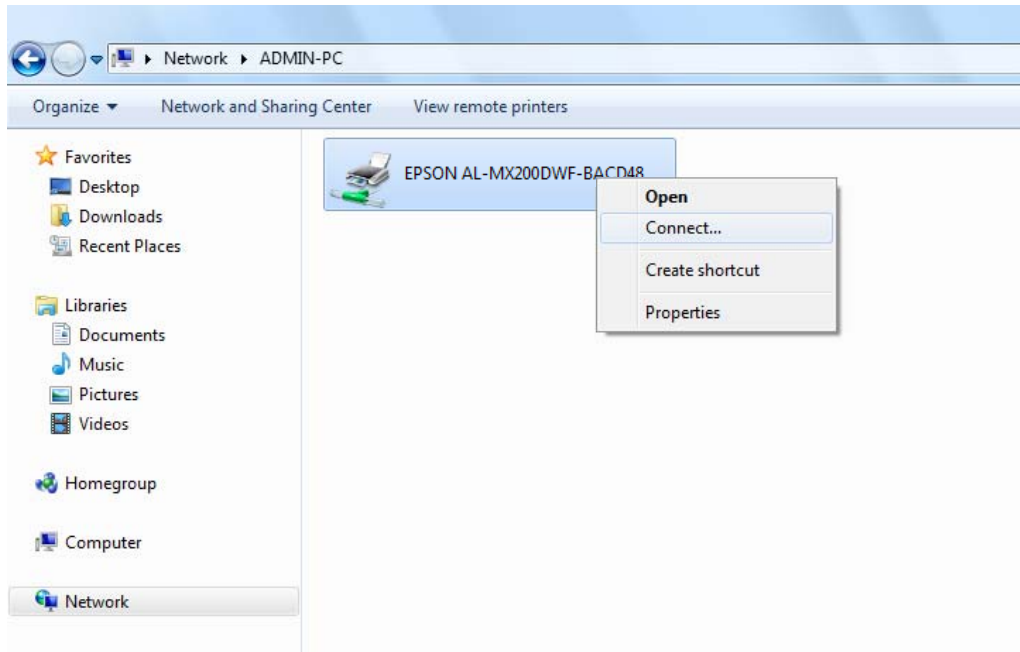 Network ADMIN-PC
Organize Network and Sharing Center View remote printers
Favorites
Desktop
Downloads
Recent Places
Libraries
Documents
Music
Pictures
Videos
Homegroup
Computer
Network
EPSON AL-MX200DWF-BACD48
Open
Connect...
Create shortcut
Properties